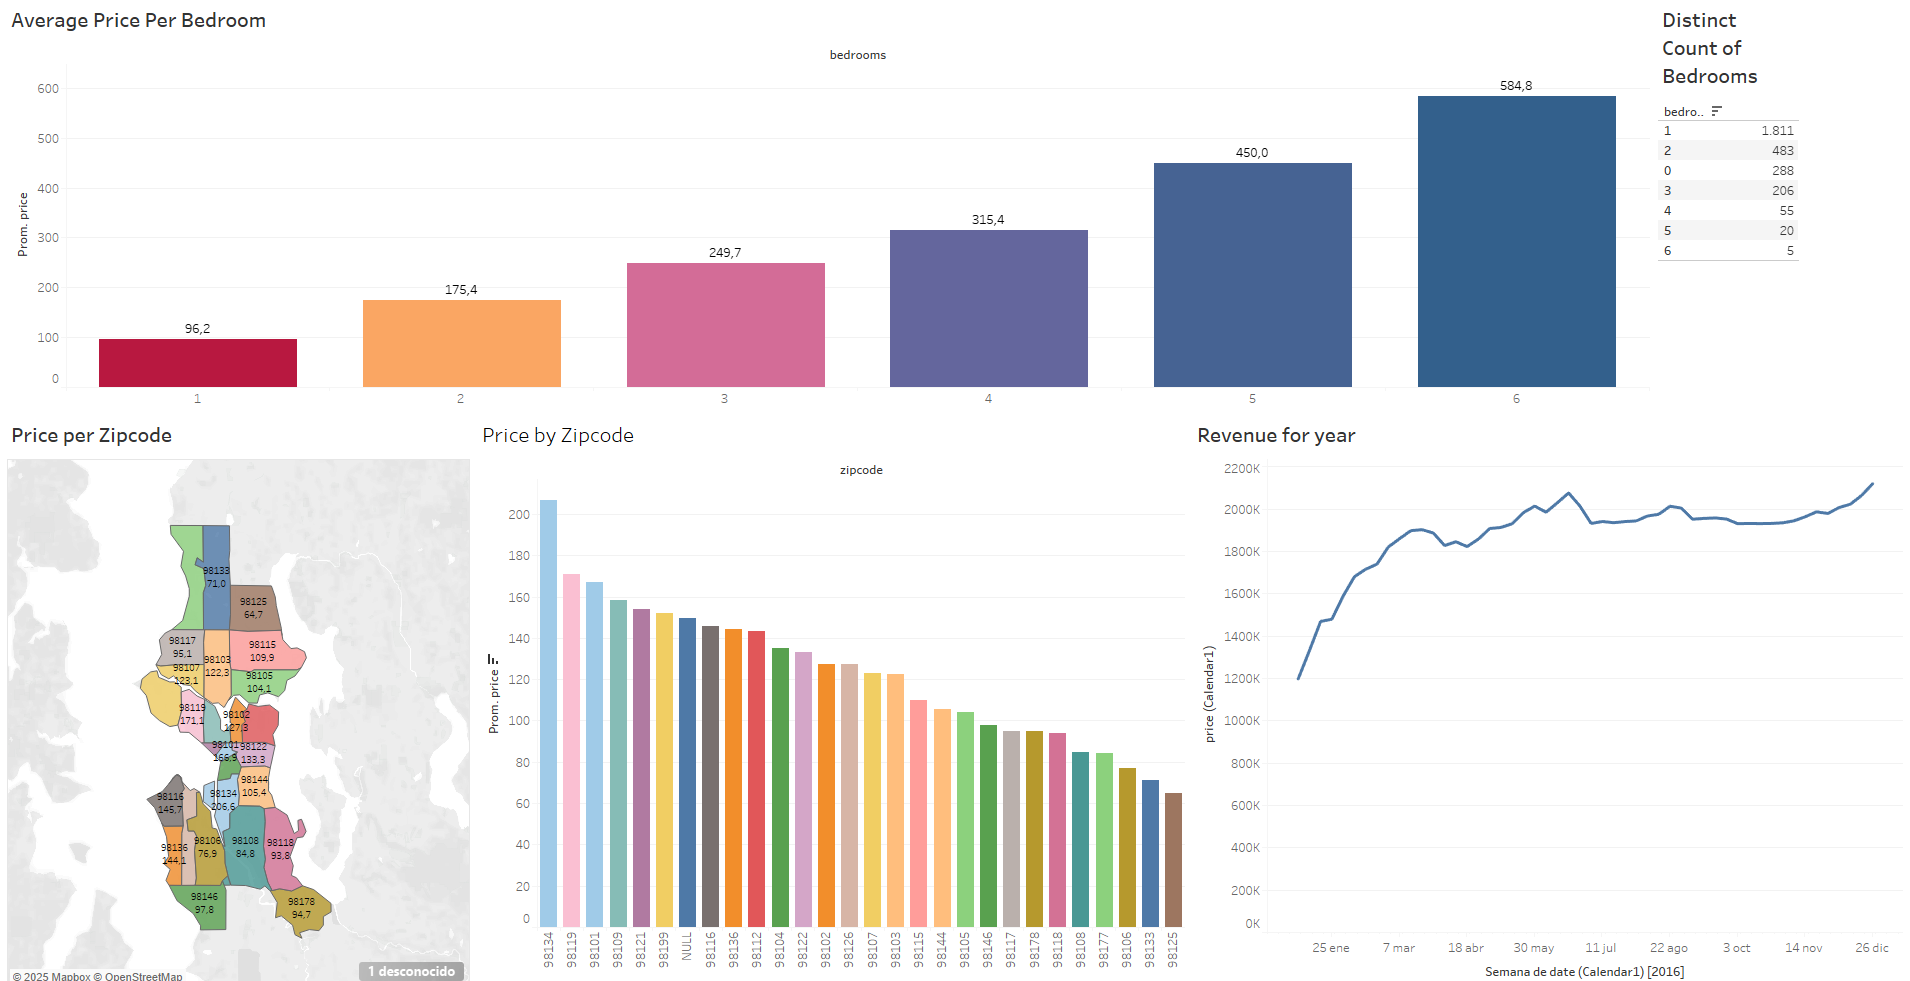 Average Price Per Bedroom
bedrooms
Prom. price
600
500
400
300
200
100
0
96,2
175,4
249,7
315,4
450,0
584,8
1
2
3
4
5
6
Distinct
Count of
Bedrooms
bedro..
1 1.811
2 483
0 288
3 206
4 55
5 20
6 5
Price per Zipcode
98133
71,0
98125
64,7
98117
95,1
98115
109,9
98103
122,3
98107
123,1
98105
104,1
98119
171,1
98102
127,3
98101
166,9
98122
133,3
98144
105,4
98134
206,6
98116
145,7
98136
144,1
98106
76,9
98108
84,8
98118
93,8
98146
97,8
98178
94,7
© 2025 Mapbox © OpenStreetMap
1 desconocido
Price by Zipcode
zipcode
Prom. price
200
180
160
140
120
100
80
60
40
20
0
98134
98119
98101
98109
98121
98199
NULL
98116
98136
98112
98104
98122
98102
98126
98107
98103
98115
98144
98105
98146
98117
98178
98118
98108
98177
98106
98133
98125
Revenue for year
price (Calendar1)
2200K
2000K
1800K
1600K
1400K
1200K
1000K
800K
600K
400K
200K
0K
25 ene
7 mar
18 abr
30 may
11 jul
22 ago
3 oct
14 nov
26 dic
Semana de date (Calendar1) [2016]